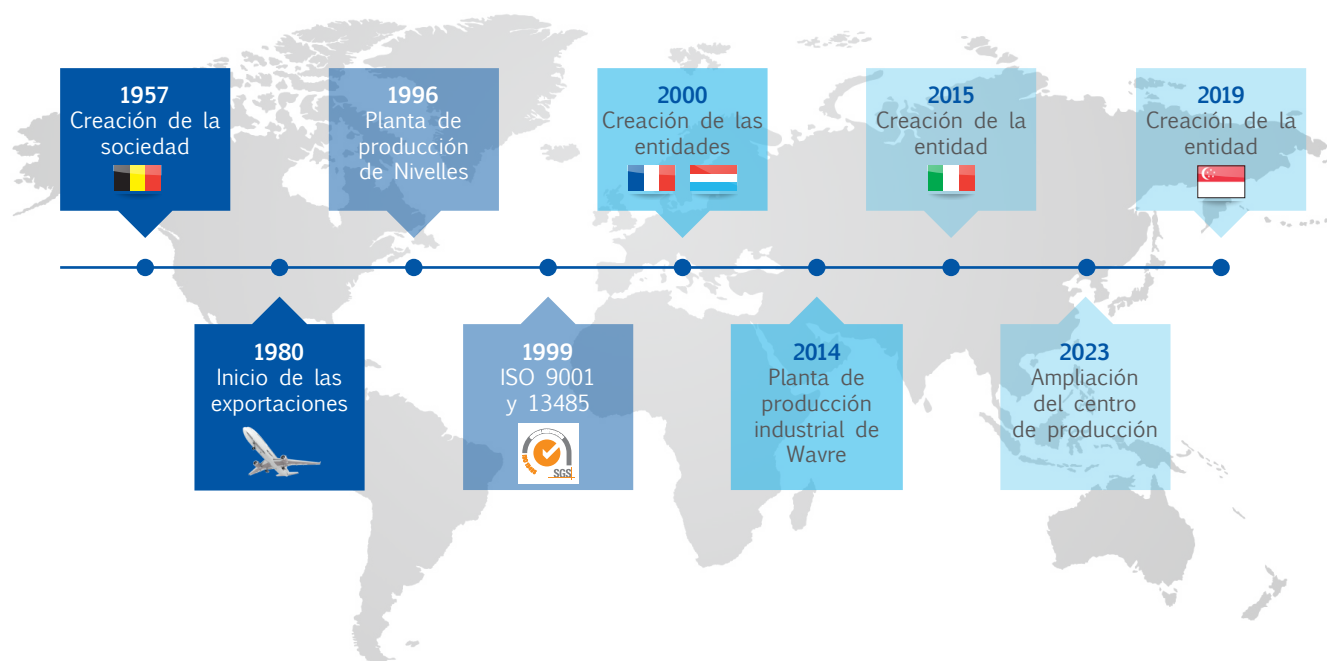 1957
Creación de la
sociedad
1980
Inicio de las
exportaciones
1996
Planta de
producción
de Nivelles
1999
ISO 9001
y 13485
SGS
2000
Creación de las
entidades
2014
Planta de
producción
industrial de
Wavre
2015
Creación de la
entidad
2023
Ampliación
del centro
de producción
2019
Creación de la
entidad